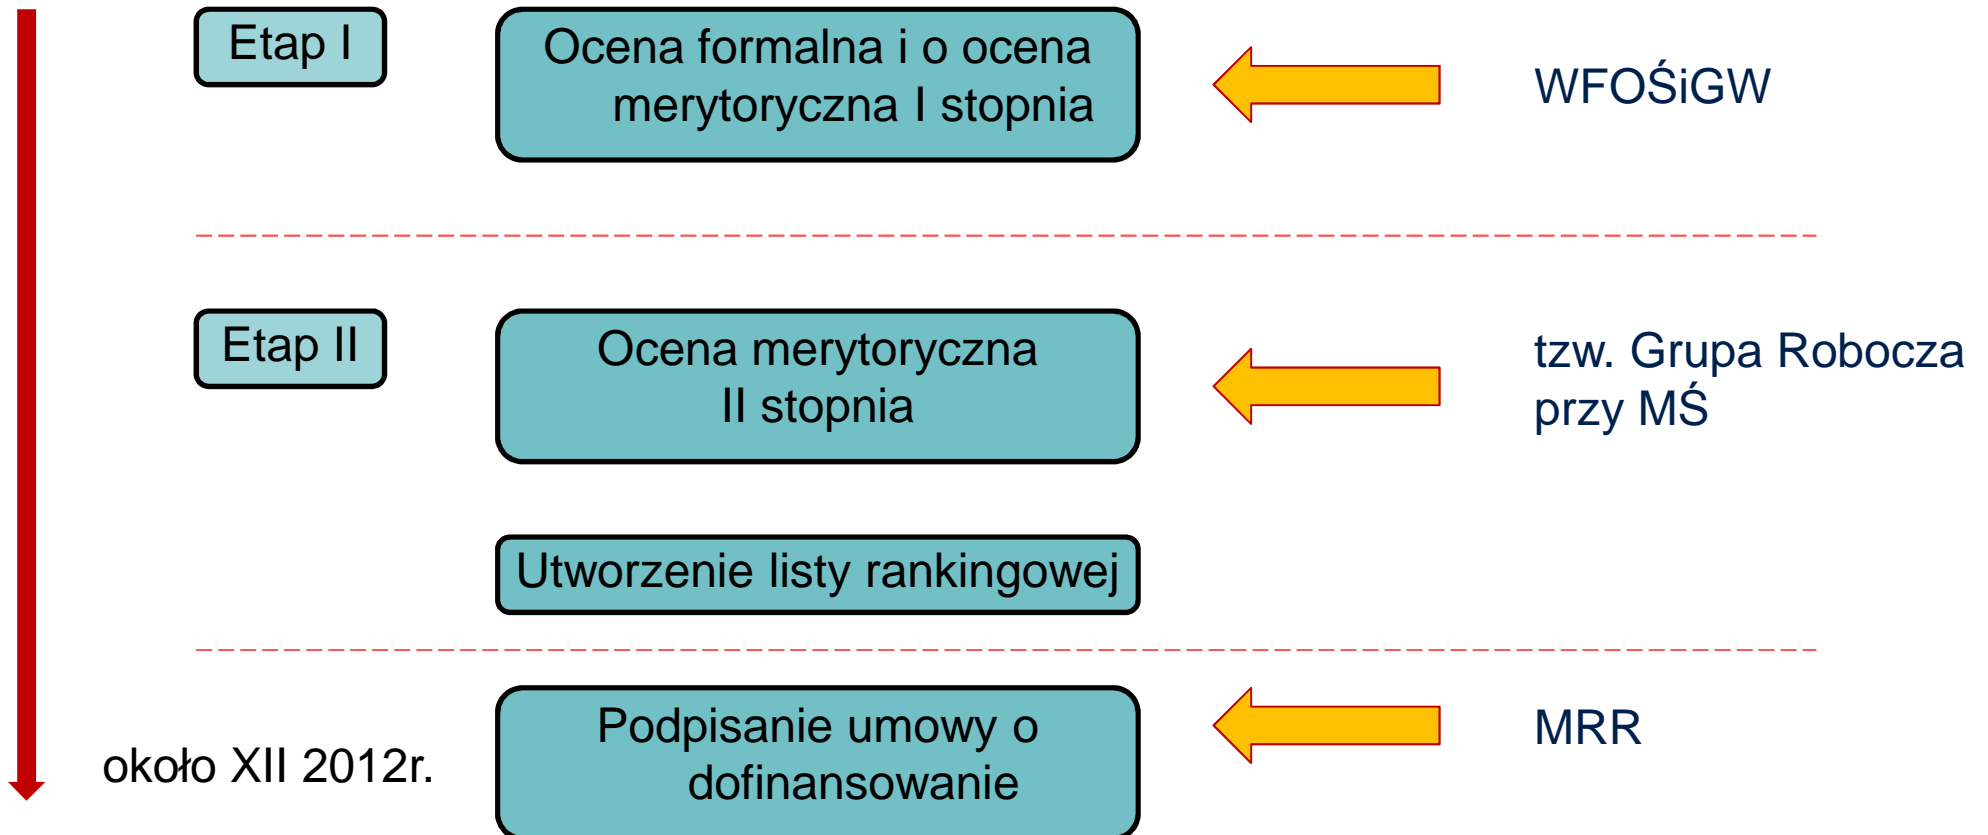 Etap I
Ocena formalna i o ocena
merytoryczna I stopnia
WFOŚiGW
Etap II
Ocena merytoryczna
II stopnia
tzw. Grupa Robocza
przy MŚ
Utworzenie listy rankingowej
około XII 2012r.
Podpisanie umowy o
dofinansowanie
MRR